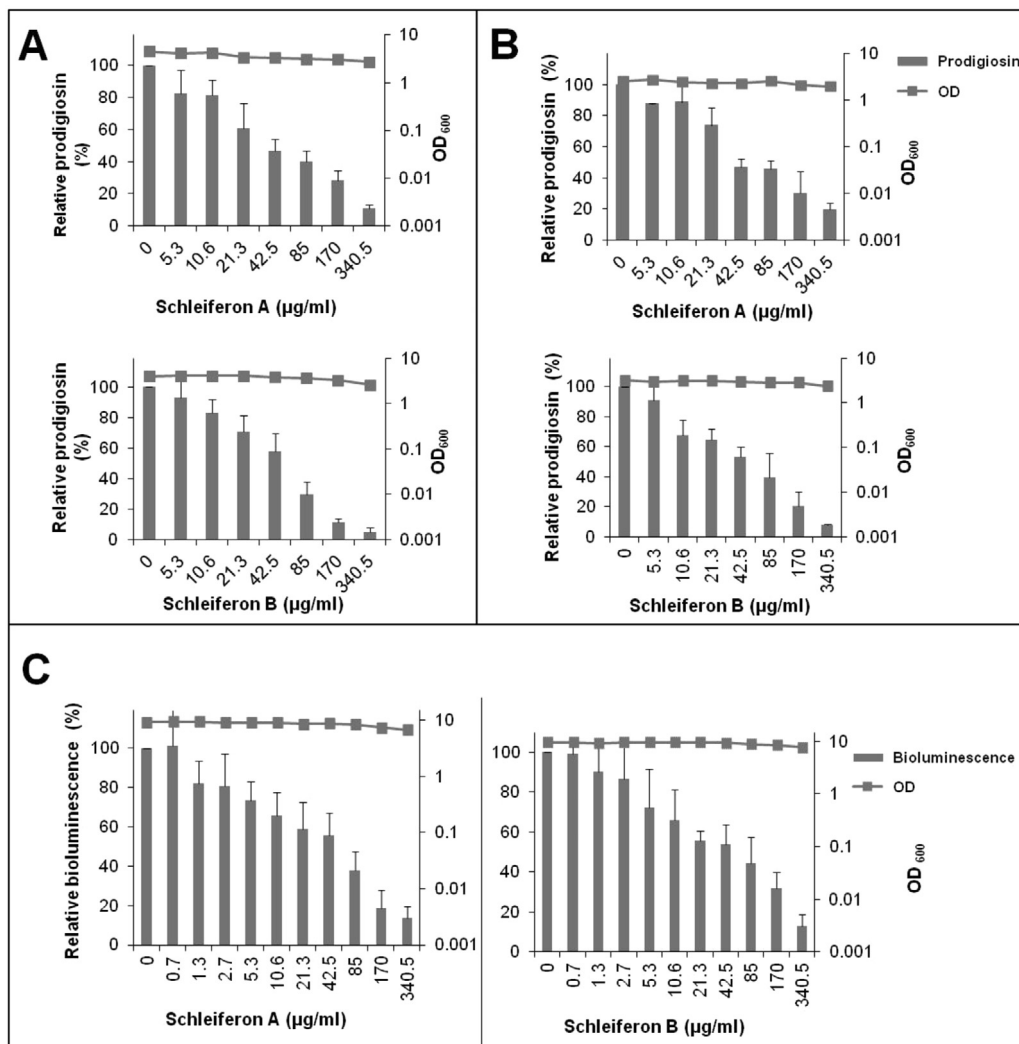 A
Relative prodigiosin
(%)
100
80
60
40
20
0
10
1
0.1
0.01
0.001
OD600
0 5.3 10.6 21.3 42.5 85 170 340.5
Schleiferon A (µg/ml)
Relative prodigiosin
(%)
100
80
60
40
20
0
10
1
0.1
0.01
0.001
OD600
0 5.3 10.6 21.3 42.5 85 170 340.5
Schleiferon B (µg/ml)
B
Relative prodigiosin (%)
100
80
60
40
20
0
10
1
0.1
0.01
0.001
OD600
Prodigiosin
OD
0 5.3 10.6 21.3 42.5 85 170 340.5
Schleiferon A (µg/ml)
Relative prodigiosin (%)
100
80
60
40
20
0
10
1
0.1
0.01
0.001
OD600
0 5.3 10.6 21.3 42.5 85 170 340.5
Schleiferon B (µg/ml)
C
Relative bioluminescence (%)
100
80
60
40
20
0
10
1
0.1
0.01
0.001
0 0.7 1.3 2.7 5.3 10.6 21.3 42.5 85 170 340.5
Schleiferon A (µg/ml)
100
80
60
40
20
0
10
1
0.1
0.01
0.001
OD600
Bioluminescence
OD
0 0.7 1.3 2.7 5.3 10.6 21.3 42.5 85 170 340.5
Schleiferon B (µg/ml)